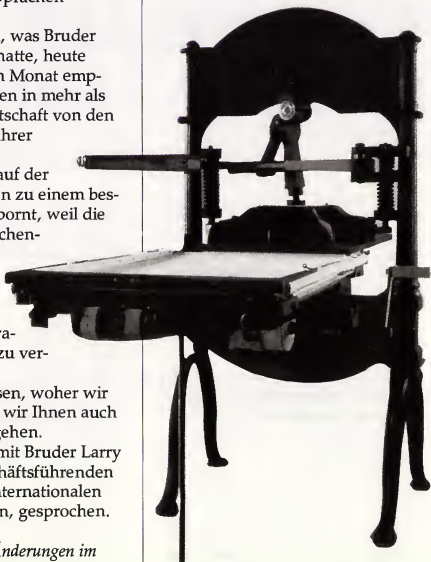 , was Bruder
hatte, heute
n Monat emp-
en in mehr als
tschaft von den
hrer
auf der
n zu einem bes-
pornt, weil die
chen-
ra-
zu ver-
sen, woher wir
wir Ihnen auch
gehen.
mit Bruder Larry
häftsführenden
nternationalen
n, gesprochen.
Änderungen im